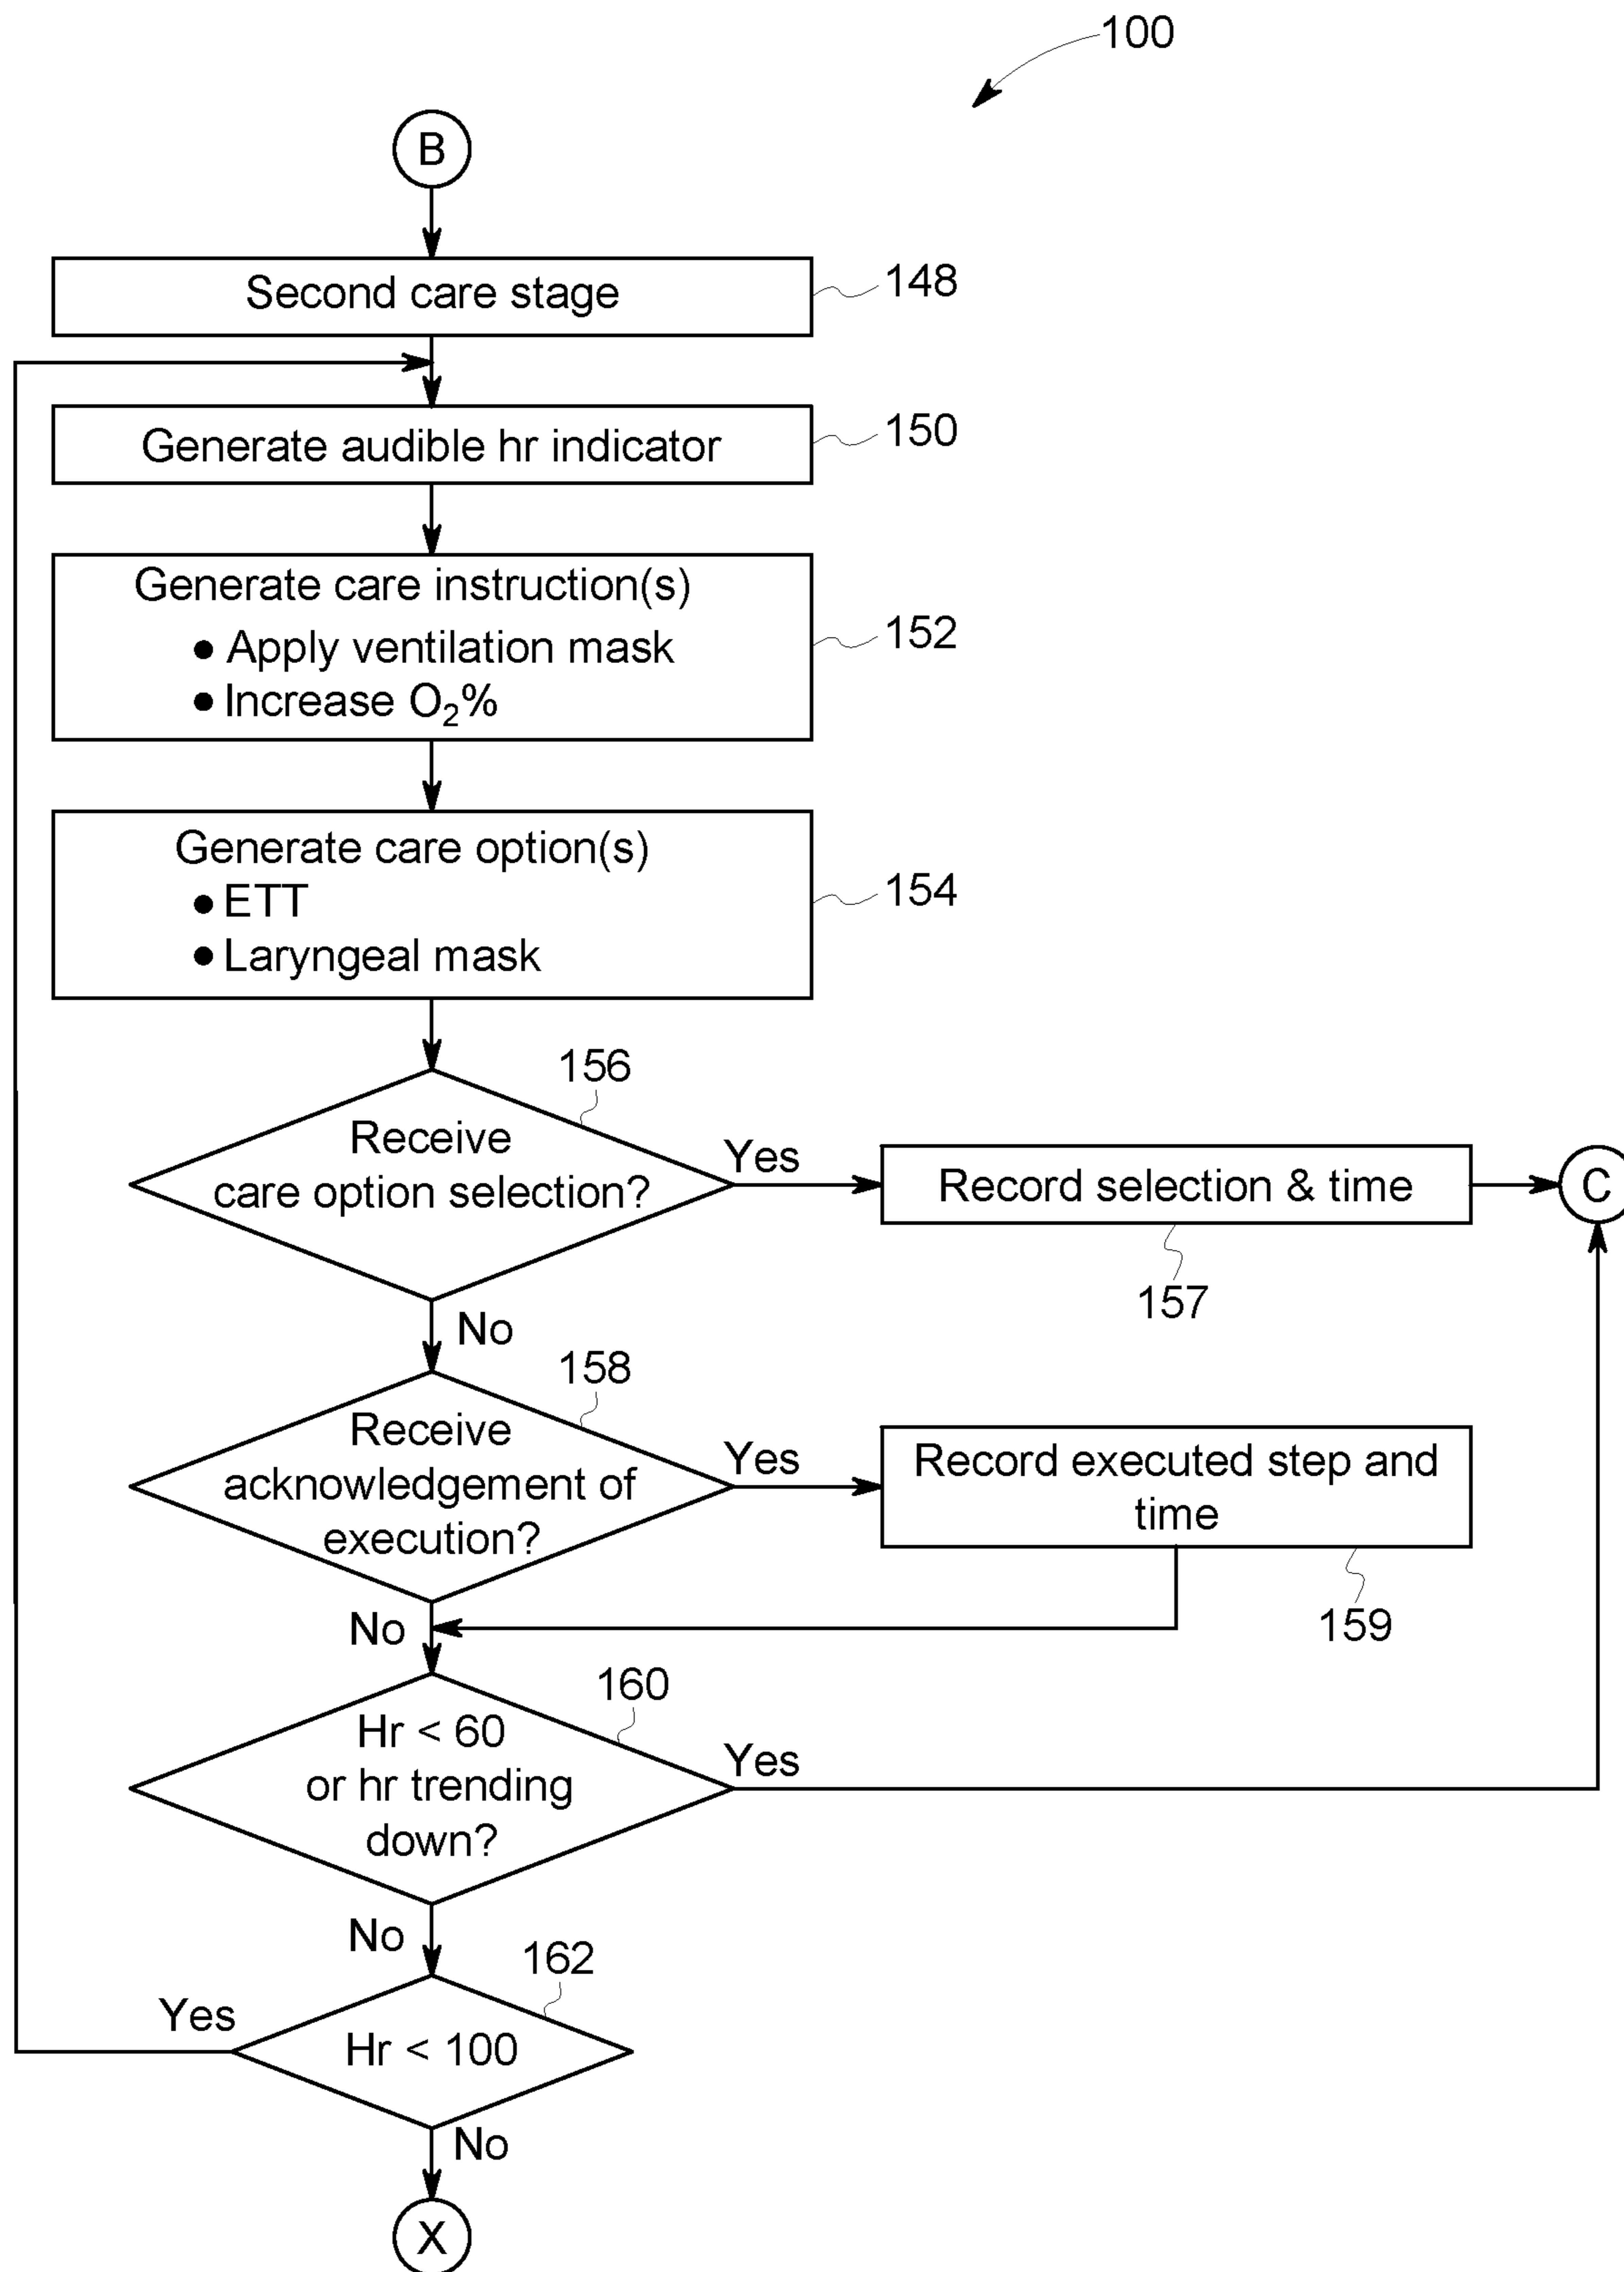 100
B
Second care stage
148
Generate audible hr indicator
150
Generate care instruction(s)
● Apply ventilation mask
● Increase O₂%
152
Generate care option(s)
● ETT
● Laryngeal mask
154
156
Receive
care option selection?
Yes
Record selection & time
C
157
No
158
Receive
acknowledgement of
execution?
Yes
Record executed step and
time
159
No
160
Hr < 60
or hr trending
down?
Yes
No
162
Yes
Hr < 100
No
X